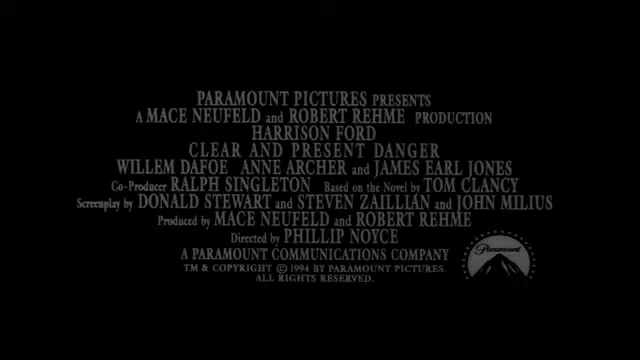 PARAMOUNT PICTURES PRESENTS
A MACE NEUFELD and ROBERT REHME PRODUCTION
HARRISON FORD
CLEAR AND PRESENT DANGER
WILLEM DAFOE ANNE ARCHER and JAMES EARL JONES
Co-Producer RALPH SINGLETON Based on the Novel by TOM CLANCY
Screenplay by DONALD STEWART and STEVEN ZAILLIAN and JOHN MILIUS
Produced by MACE NEUFELD and ROBERT REHME
Directed by PHILLIP NOYCE
A PARAMOUNT COMMUNICATIONS COMPANY
Paramount
TM & COPYRIGHT © 1994 BY PARAMOUNT PICTURES.
ALL RIGHTS RESERVED.